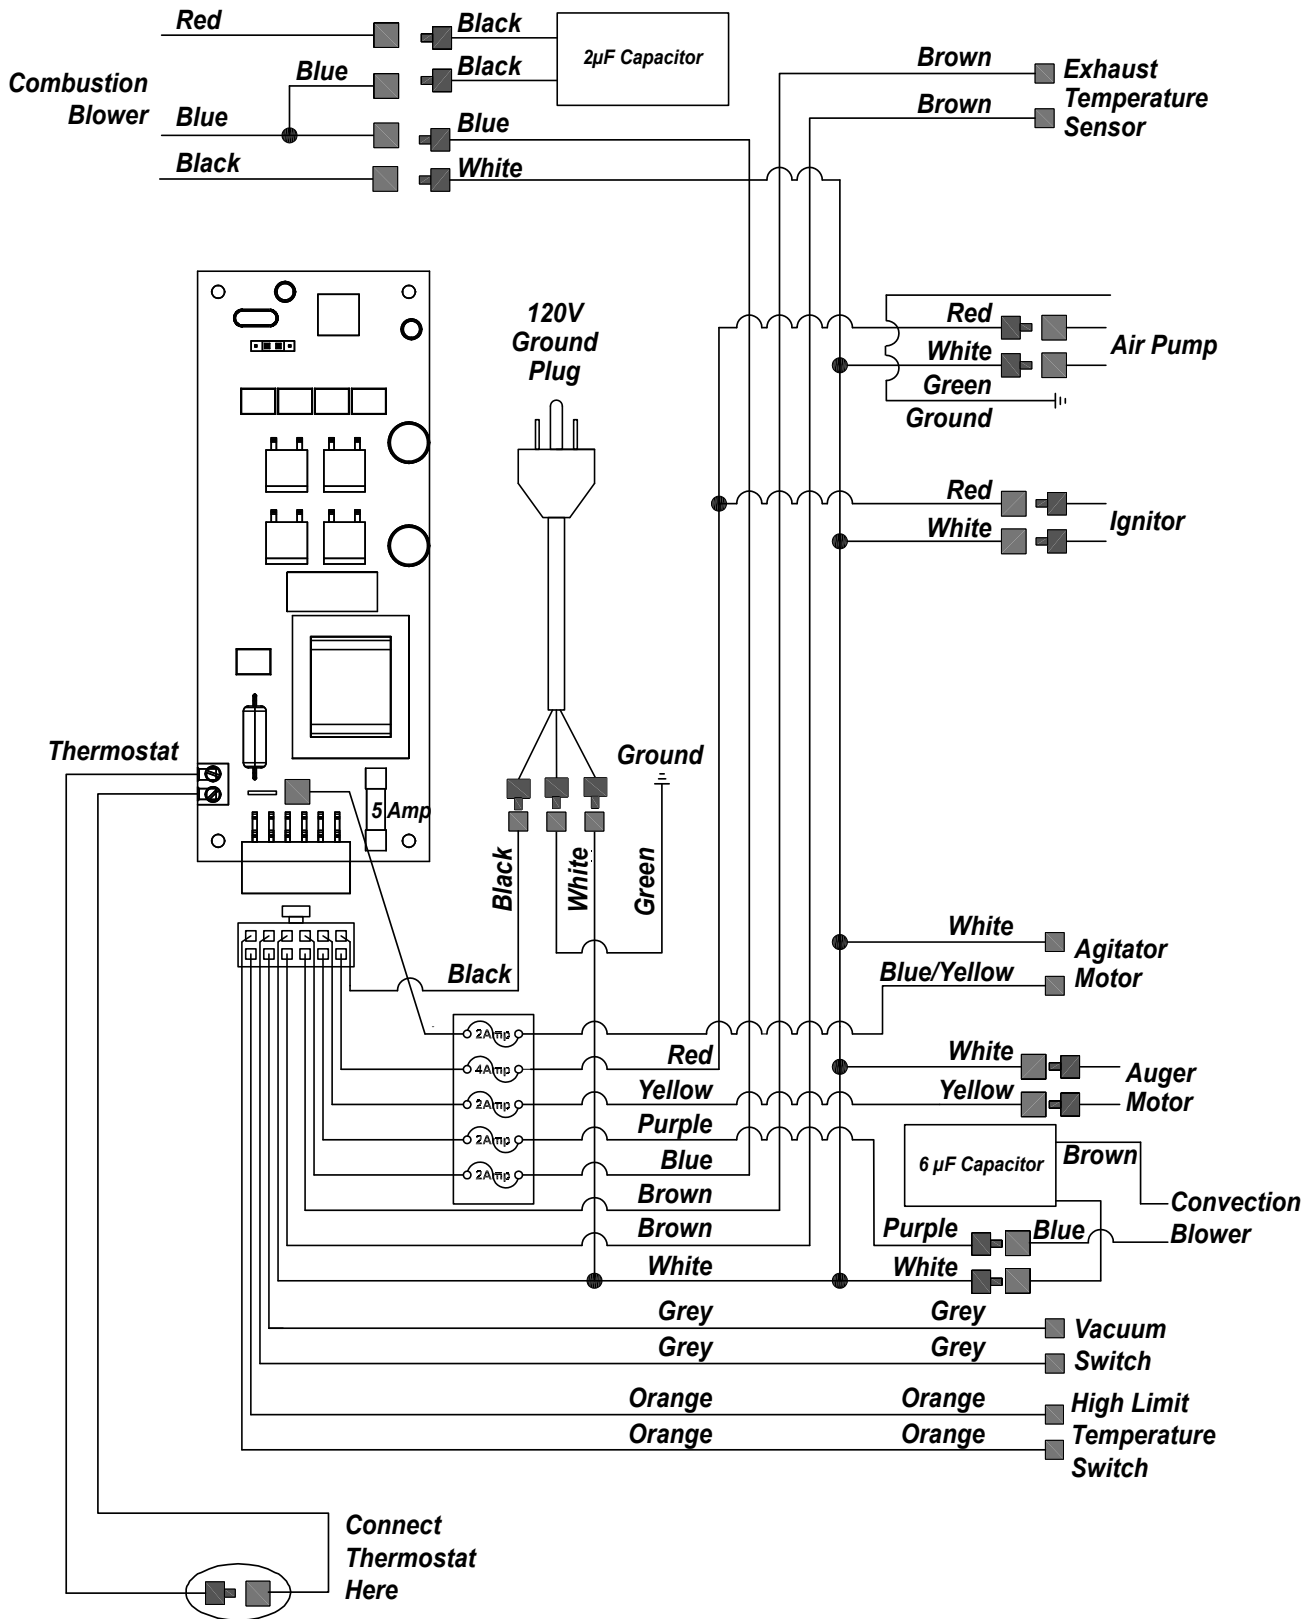 Red
Black
2µF Capacitor
Blue
Black
Combustion
Blower
Blue
Blue
Black
White
Brown
Brown
Exhaust
Temperature
Sensor
120V
Ground
Plug
Red
White
Green
Ground
Air Pump
Red
White
Ignitor
Thermostat
5 Amp
Ground
Black
White
Green
Black
White
Blue/Yellow
Agitator
Motor
2Amp
4Amp
2Amp
2Amp
2Amp
Red
Yellow
Purple
Blue
Brown
Brown
White
White
Yellow
Auger
Motor
6 µF Capacitor
Brown
Convection
Blower
Purple
Blue
White
Grey
Grey
Grey
Grey
Vacuum
Switch
Orange
Orange
Orange
Orange
High Limit
Temperature
Switch
Connect
Thermostat
Here